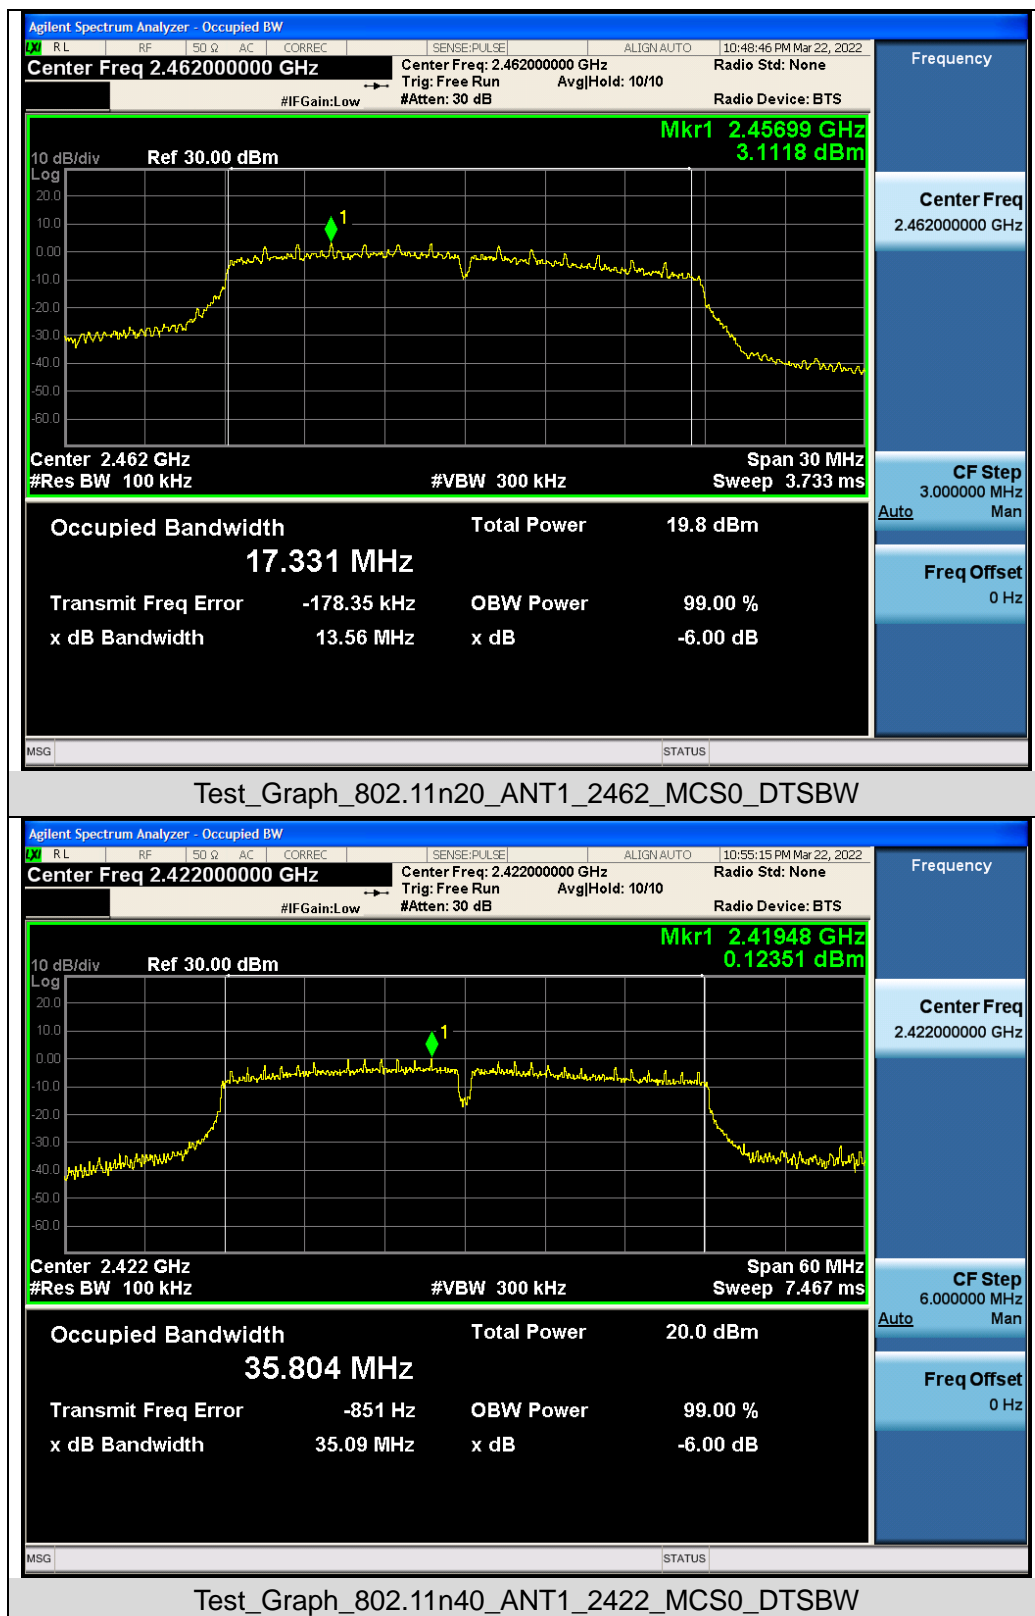 Agilent Spectrum Analyzer - Occupied BW
LXI RL RF 50 Ω AC CORREC SENSE:PULSE ALIGN AUTO 10:48:46 PM Mar 22, 2022
Center Freq 2.462000000 GHz Center Freq: 2.462000000 GHz Radio Std: None
Trig: Free Run Avg|Hold: 10/10
#IFGain:Low #Atten: 30 dB Radio Device: BTS
Frequency
Mkr1 2.45699 GHz
3.1118 dBm
10 dB/div Ref 30.00 dBm
Log
20.0
10.0
0.00
-10.0
-20.0
-30.0
-40.0
-50.0
-60.0
1
Center 2.462 GHz Span 30 MHz
#Res BW 100 kHz #VBW 300 kHz Sweep 3.733 ms
Center Freq
2.462000000 GHz
CF Step
3.000000 MHz
Auto Man
Freq Offset
0 Hz
Occupied Bandwidth Total Power 19.8 dBm
17.331 MHz
Transmit Freq Error -178.35 kHz OBW Power 99.00 %
x dB Bandwidth 13.56 MHz x dB -6.00 dB
MSG STATUS
Test_Graph_802.11n20_ANT1_2462_MCS0_DTSBW
Agilent Spectrum Analyzer - Occupied BW
LXI RL RF 50 Ω AC CORREC SENSE:PULSE ALIGN AUTO 10:55:15 PM Mar 22, 2022
Center Freq 2.422000000 GHz Center Freq: 2.422000000 GHz Radio Std: None
Trig: Free Run Avg|Hold: 10/10
#IFGain:Low #Atten: 30 dB Radio Device: BTS
Frequency
Mkr1 2.41948 GHz
0.12351 dBm
10 dB/div Ref 30.00 dBm
Log
20.0
10.0
0.00
-10.0
-20.0
-30.0
-40.0
-50.0
-60.0
1
Center 2.422 GHz Span 60 MHz
#Res BW 100 kHz #VBW 300 kHz Sweep 7.467 ms
Center Freq
2.422000000 GHz
CF Step
6.000000 MHz
Auto Man
Freq Offset
0 Hz
Occupied Bandwidth Total Power 20.0 dBm
35.804 MHz
Transmit Freq Error -851 Hz OBW Power 99.00 %
x dB Bandwidth 35.09 MHz x dB -6.00 dB
MSG STATUS
Test_Graph_802.11n40_ANT1_2422_MCS0_DTSBW